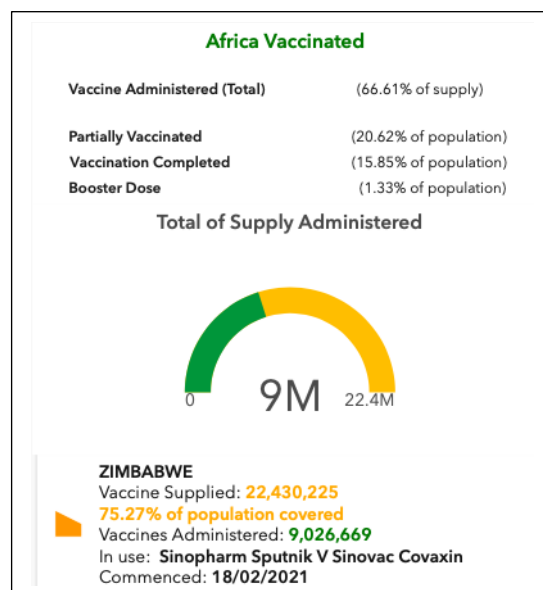 Africa Vaccinated
Vaccine Administered (Total) (66.61% of supply)
Partially Vaccinated (20.62% of population)
Vaccination Completed (15.85% of population)
Booster Dose (1.33% of population)
Total of Supply Administered
0 9M 22.4M
ZIMBABWE
Vaccine Supplied: 22,430,225
75.27% of population covered
Vaccines Administered: 9,026,669
In use: Sinopharm Sputnik V Sinovac Covaxin
Commenced: 18/02/2021